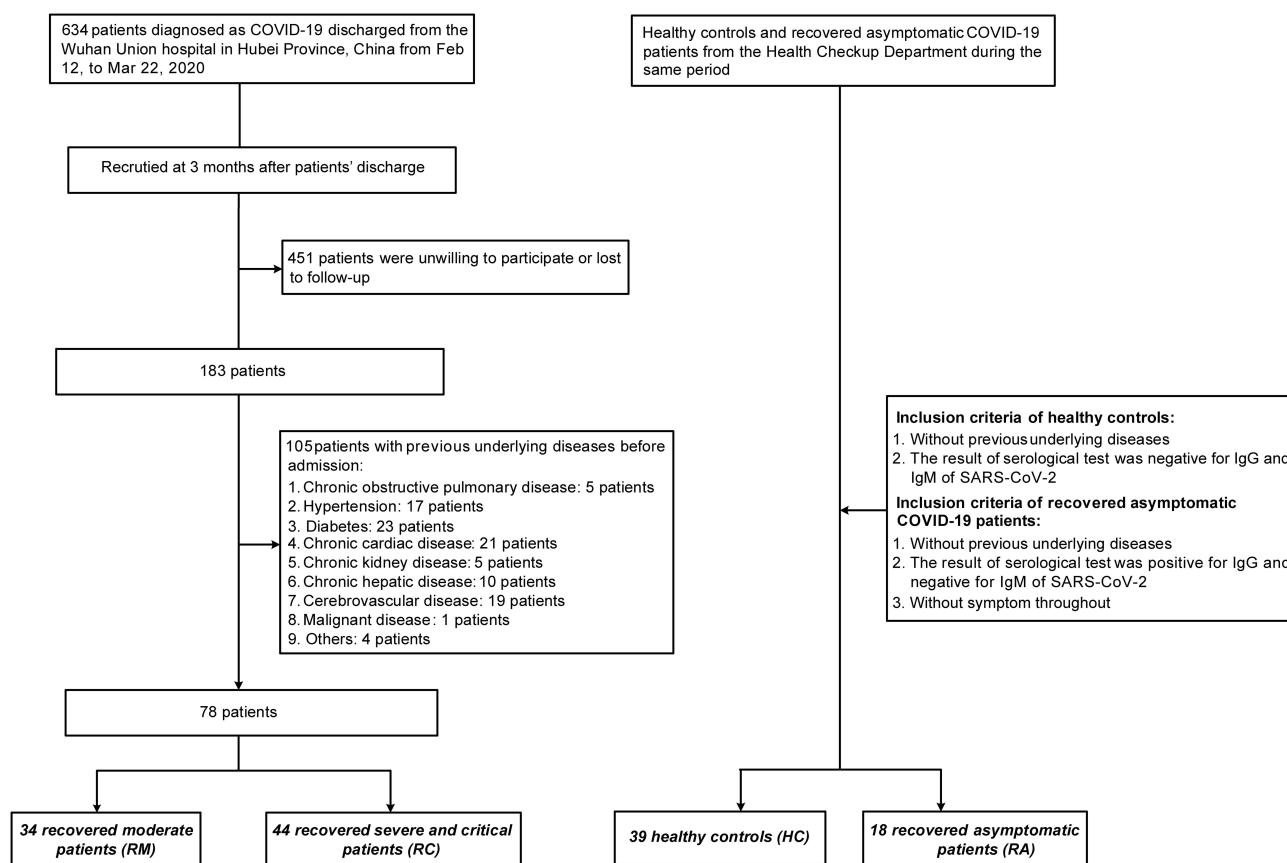 634 patients diagnosed as COVID-19 discharged from the
Wuhan Union hospital in Hubei Province, China from Feb
12, to Mar 22, 2020
Recrutied at 3 months after patients' discharge
451 patients were unwilling to participate or lost
to follow-up
183 patients
105 patients with previous underlying diseases before
admission:
1. Chronic obstructive pulmonary disease: 5 patients
2. Hypertension: 17 patients
3. Diabetes: 23 patients
4. Chronic cardiac disease: 21 patients
5. Chronic kidney disease: 5 patients
6. Chronic hepatic disease: 10 patients
7. Cerebrovascular disease: 19 patients
8. Malignant disease: 1 patients
9. Others: 4 patients
78 patients
34 recovered moderate
patients (RM)
44 recovered severe and critical
patients (RC)
Healthy controls and recovered asymptomatic COVID-19
patients from the Health Checkup Department during the
same period
Inclusion criteria of healthy controls:
1. Without previous underlying diseases
2. The result of serological test was negative for IgG and
IgM of SARS-CoV-2
Inclusion criteria of recovered asymptomatic
COVID-19 patients:
1. Without previous underlying diseases
2. The result of serological test was positive for IgG and
negative for IgM of SARS-CoV-2
3. Without symptom throughout
39 healthy controls (HC)
18 recovered asymptomatic
patients (RA)